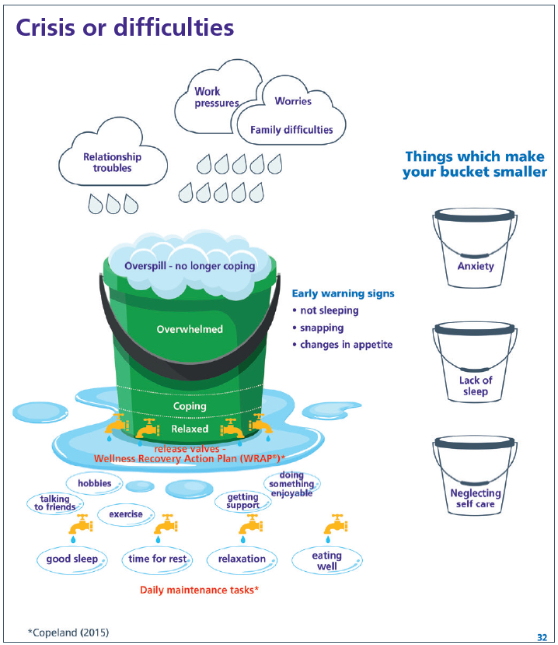 Crisis or difficulties
Work
pressures
Worries
Family difficulties
Relationship
troubles
Things which make
your bucket smaller
Anxiety
Lack of
sleep
Neglecting
self care
Overspill - no longer coping
Overwhelmed
Coping
Relaxed
Early warning signs
• not sleeping
• snapping
• changes in appetite
release valves -
Wellness Recovery Action Plan (WRAP®)*
hobbies
talking
to friends
exercise
getting
support
doing
something
enjoyable
good sleep
time for rest
relaxation
eating
well
Daily maintenance tasks*
*Copeland (2015)
32